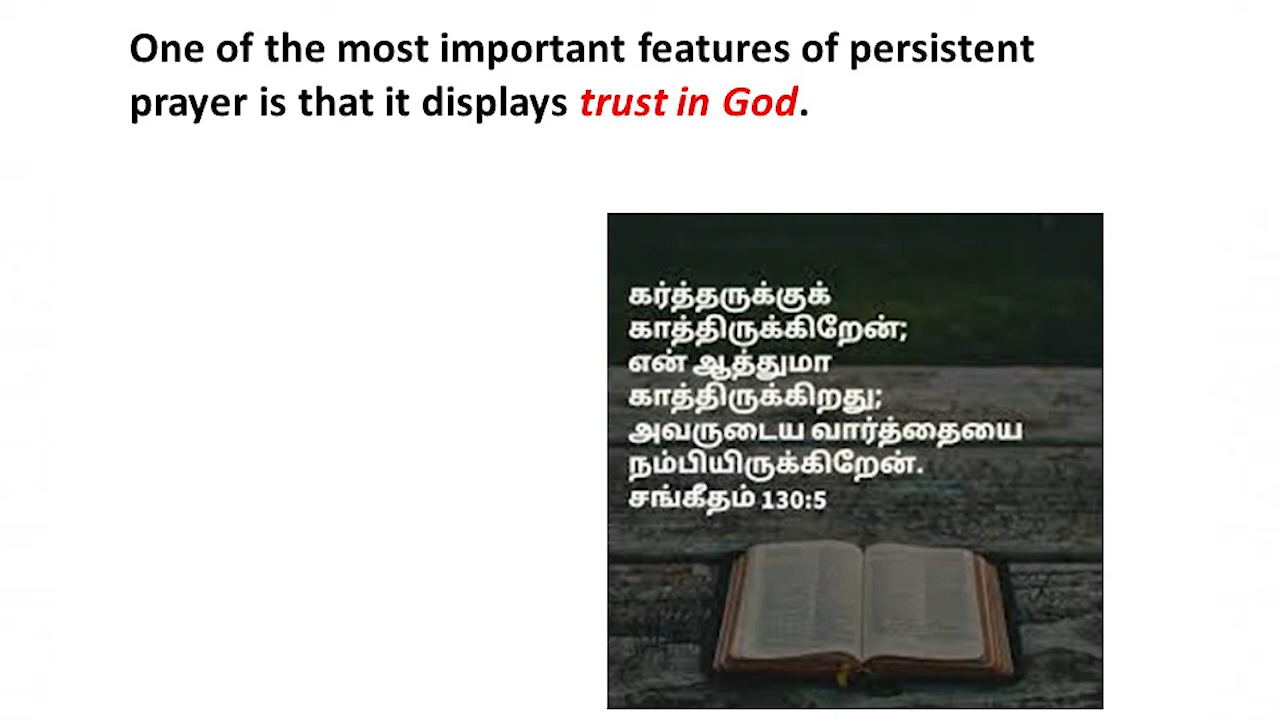 One of the most important features of persistent
prayer is that it displays trust in God.
கர்த்தருக்குக்
காத்திருக்கிறேன்;
என் ஆத்துமா
காத்திருக்கிறது;
அவருடைய வார்த்தையை
நம்பியிருக்கிறேன்.
சங்கீதம் 130:5